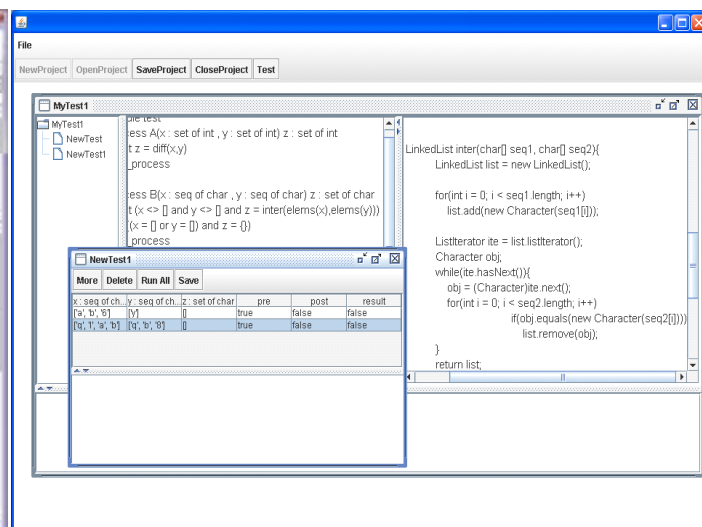 File
NewProject OpenProject SaveProject CloseProject Test
MyTest1
MyTest1
NewTest
NewTest1
ule test
cess A(x : set of int , y : set of int) z : set of int
t z = diff(x,y)
_process
cess B(x : seq of char , y : seq of char) z : set of char
t (x <> [] and y <> [] and z = inter(elems(x),elems(y)))
((x = [] or y = []) and z = {})
_process
LinkedList inter(char[] seq1, char[] seq2){
LinkedList list = new LinkedList();
for(int i = 0; i < seq1.length; i++)
list.add(new Character(seq1[i]));
ListIterator ite = list.listIterator();
Character obj;
while(ite.hasNext()){
obj = (Character)ite.next();
for(int i = 0; i < seq2.length; i++)
if(obj.equals(new Character(seq2[i])))
list.remove(obj);
}
return list;
NewTest1
More Delete Run All Save
x : seq of ch... y : seq of ch... z : set of char pre post result
['a', 'b', '8'] ['Y'] [] true false false
['q', '1', 'a', 'b'] ['q', 'b', '8'] [] true false false